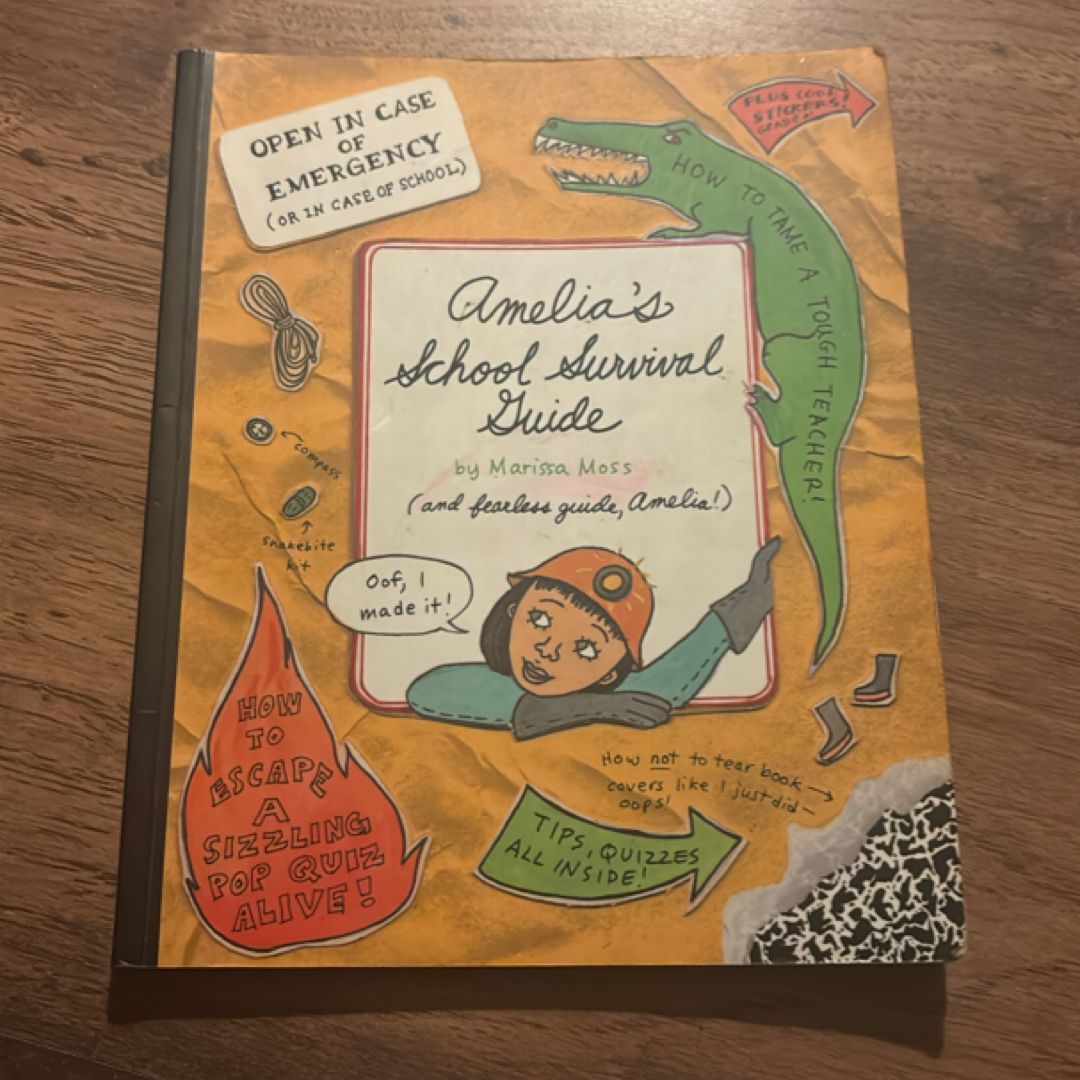 OPEN IN CASE
OF
EMERGENCY
(OR IN CASE OF SCHOOL)
PLUS COOL
STICKERS!
HOW TO TAME A TOUGH TEACHER!
Amelia's
School Survival
Guide
by Marissa Moss
(and fearless guide, Amelia!)
compass
snakebite
kit
Oof, I
made it!
HOW
TO
ESCAPE
A
SIZZLING
POP QUIZ
ALIVE!
How not to tear book
covers like I just did—
oops!
TIPS, QUIZZES
ALL INSIDE!